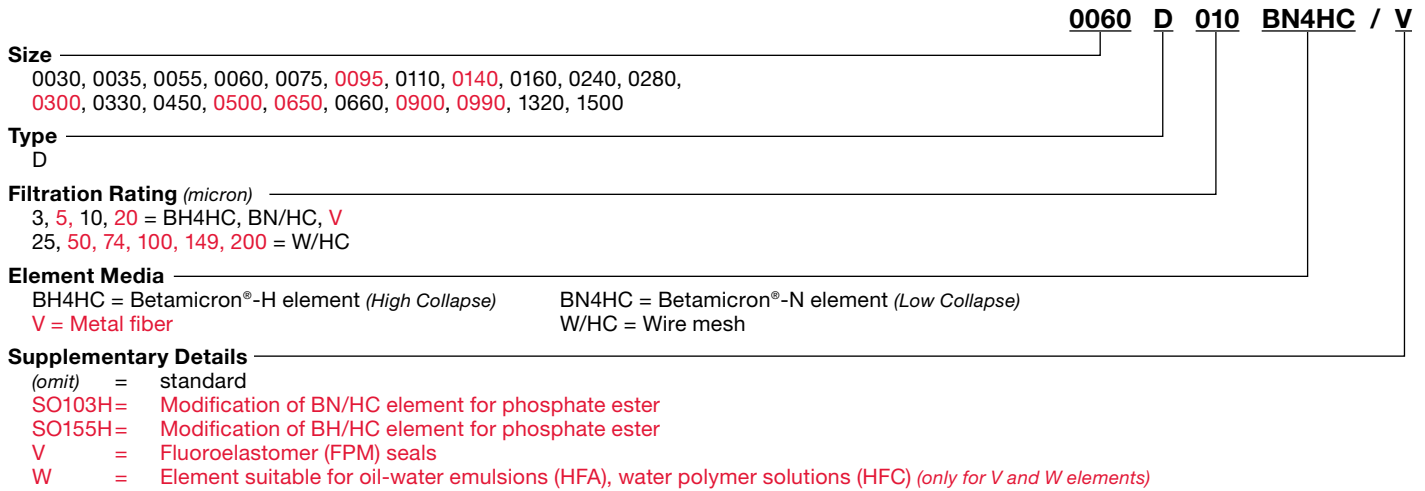 0060 D 010 BN4HC / V
Size
0030, 0035, 0055, 0060, 0075, 0095, 0110, 0140, 0160, 0240, 0280,
0300, 0330, 0450, 0500, 0650, 0660, 0900, 0990, 1320, 1500
Type
D
Filtration Rating (micron)
3, 5, 10, 20 = BH4HC, BN/HC, V
25, 50, 74, 100, 149, 200 = W/HC
Element Media
BH4HC = Betamicron®-H element (High Collapse) BN4HC = Betamicron®-N element (Low Collapse)
V = Metal fiber W/HC = Wire mesh
Supplementary Details
(omit) = standard
SO103H = Modification of BN/HC element for phosphate ester
SO155H = Modification of BH/HC element for phosphate ester
V = Fluoroelastomer (FPM) seals
W = Element suitable for oil-water emulsions (HFA), water polymer solutions (HFC) (only for V and W elements)